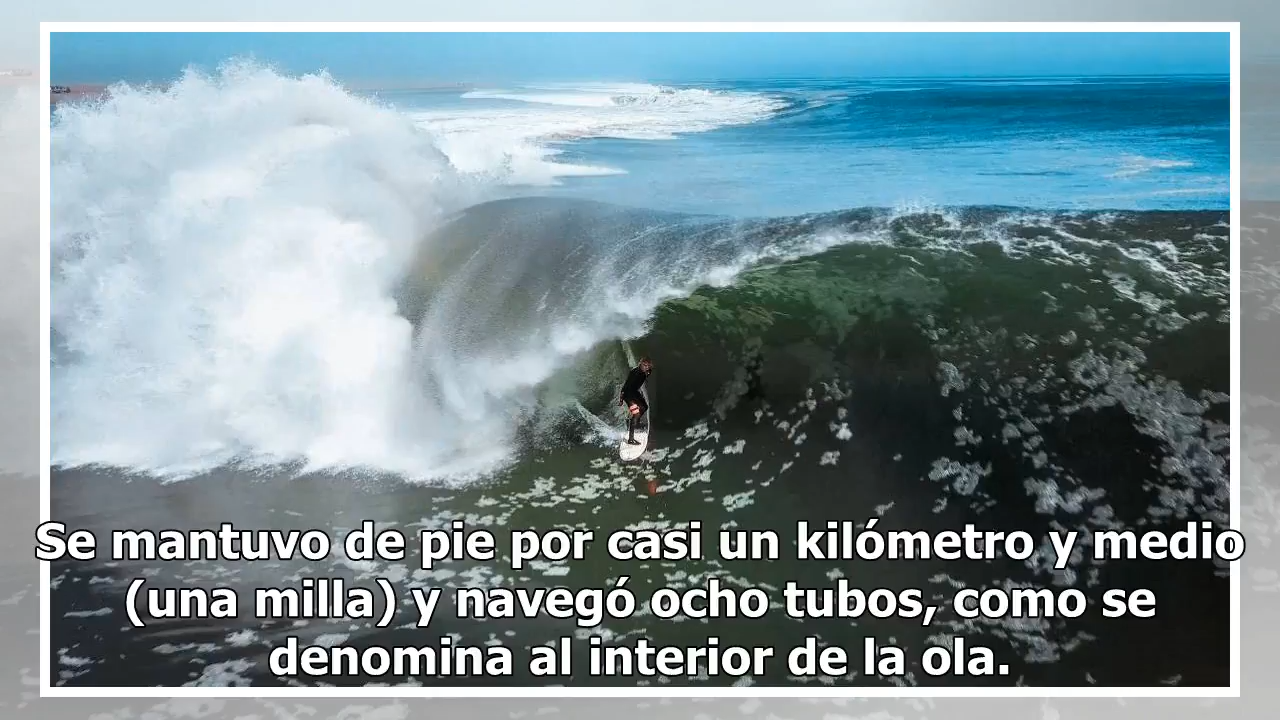 Se mantuvo de pie por casi un kilómetro y medio
(una milla) y navegó ocho tubos, como se
denomina al interior de la ola.